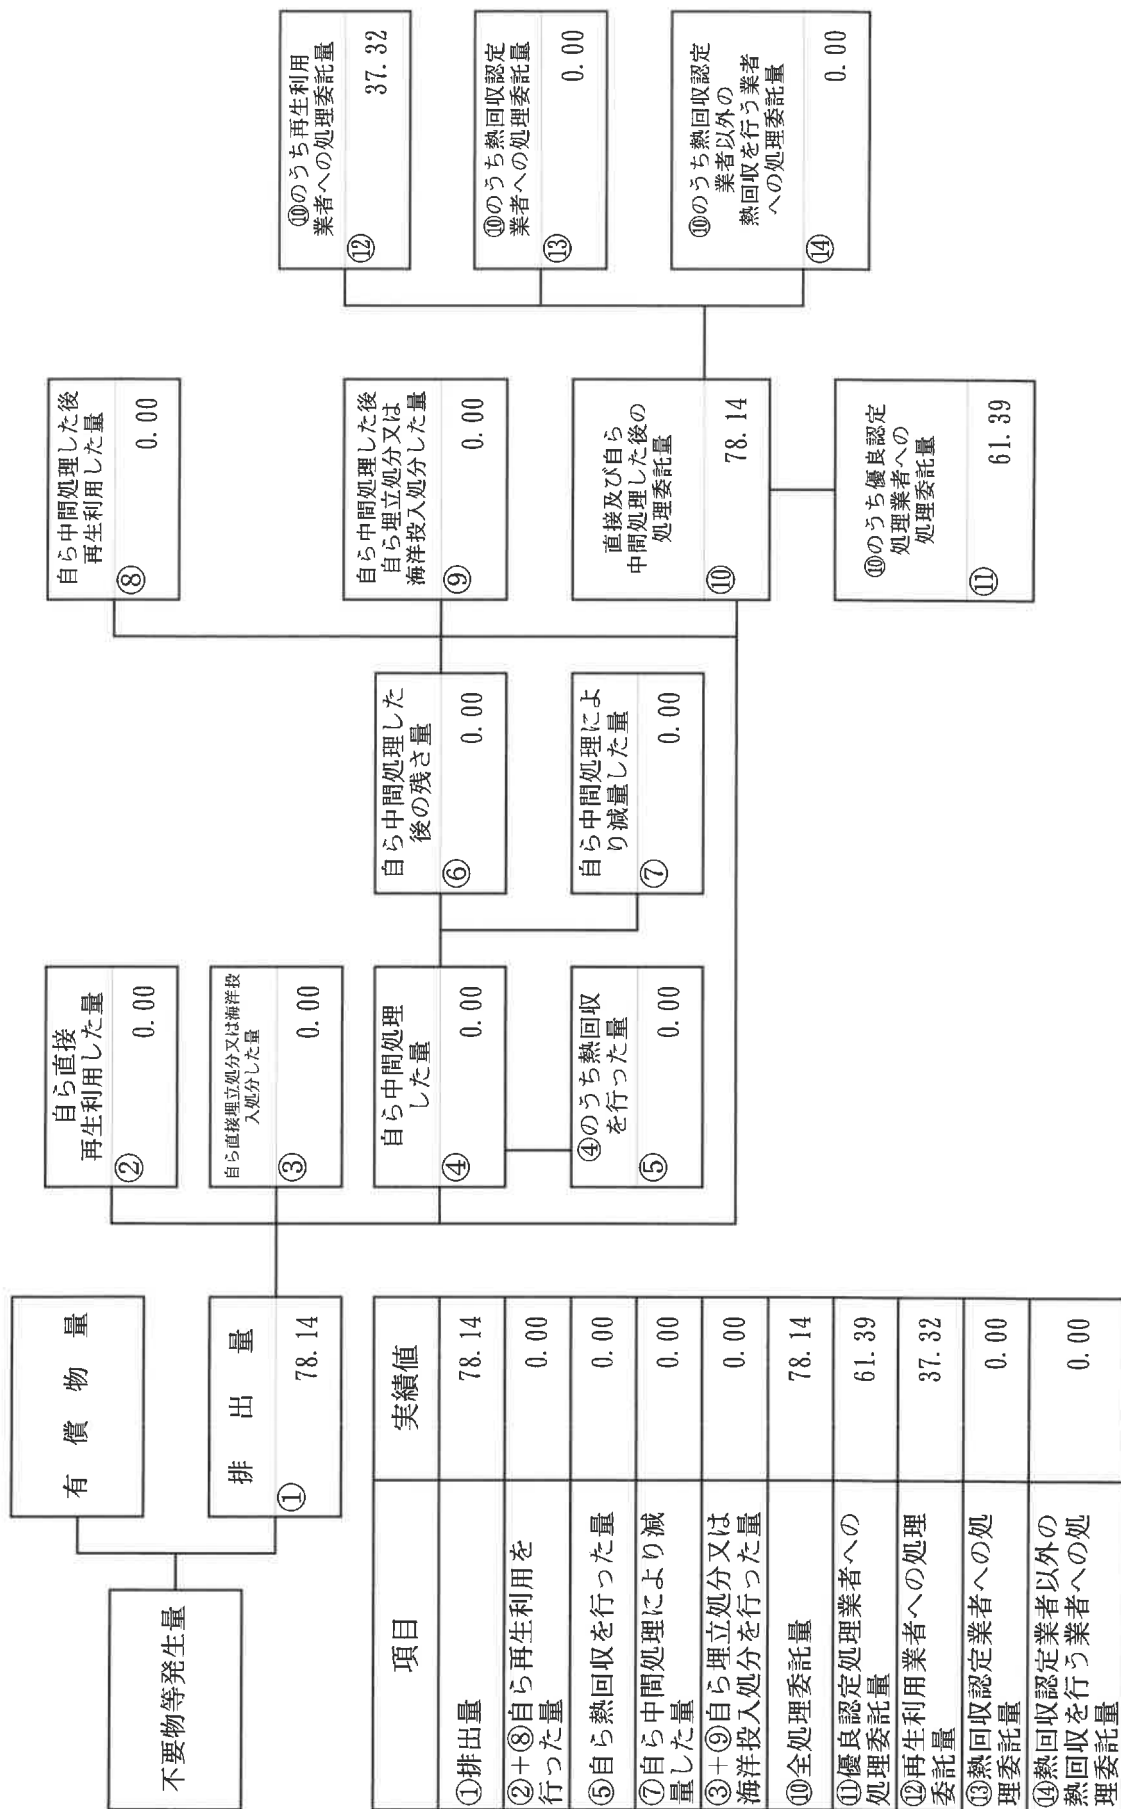 不要物等発生量
有償物量
排出量
①
78.14
自ら直接
再生利用した量
②
0.00
自ら直接埋立処分又は海洋投
入処分した量
③
0.00
自ら中間処理
した量
④
0.00
④のうち熱回収
を行った量
⑤
0.00
自ら中間処理した
後の残さ量
⑥
0.00
自ら中間処理によ
り減量した量
⑦
0.00
自ら中間処理した後
再生利用した量
⑧
0.00
自ら中間処理した後
自ら埋立処分又は
海洋投入処分した量
⑨
0.00
直接及び自ら
中間処理した後の
処理委託量
⑩
78.14
⑩のうち優良認定
処理業者への
処理委託量
⑪
61.39
⑩のうち再生利用
業者への処理委託量
⑫
37.32
⑩のうち熱回収認定
業者への処理委託量
⑬
0.00
⑩のうち熱回収認定
業者以外の
熱回収を行う業者
への処理委託量
⑭
0.00
項目 実績値
①排出量 78.14
②+⑧自ら再生利用を
行った量 0.00
⑤自ら熱回収を行った量 0.00
⑦自ら中間処理により減
量した量 0.00
③+⑨自ら埋立処分又は
海洋投入処分を行った量 0.00
⑩全処理委託量 78.14
⑪優良認定処理業者への
処理委託量 61.39
⑫再生利用業者への処理
委託量 37.32
⑬熱回収認定業者への処
理委託量 0.00
⑭熱回収認定業者以外の
熱回収を行う業者への処
理委託量 0.00